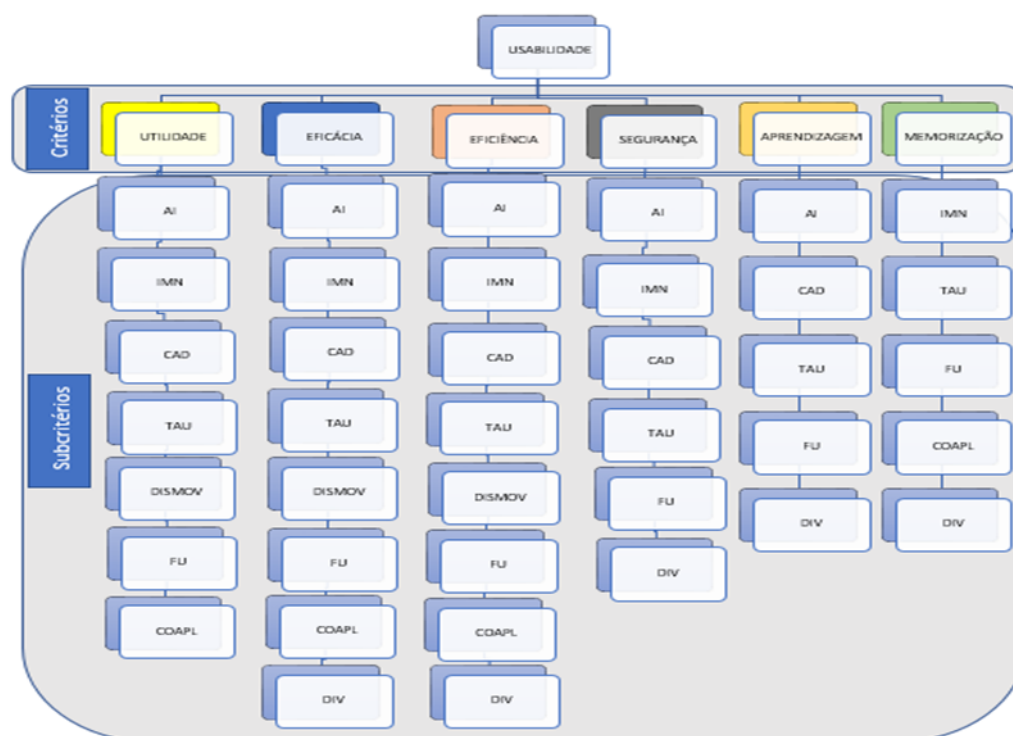 USABILIDADE
Critérios
UTILIDADE
EFICÁCIA
EFICIÊNCIA
SEGURANÇA
APRENDIZAGEM
MEMORIZAÇÃO
Subcritérios
AI
IMN
CAD
TAU
DISMOV
FU
COAPL
AI
IMN
CAD
TAU
DISMOV
FU
COAPL
DIV
AI
IMN
CAD
TAU
DISMOV
FU
COAPL
DIV
AI
IMN
CAD
TAU
FU
DIV
AI
CAD
TAU
FU
DIV
IMN
TAU
FU
COAPL
DIV